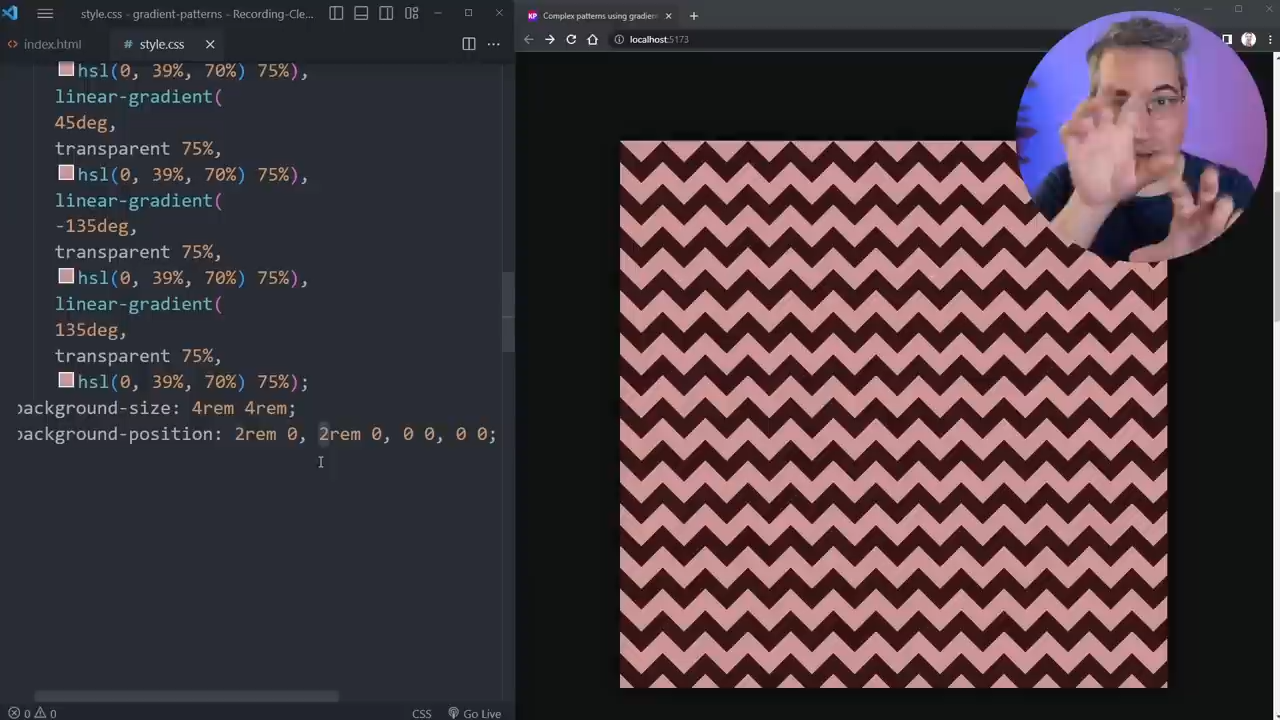 style.css - gradient-patterns - Recording-Cle...
index.html
# style.css
hsl(0, 39%, 70%) 75%),
linear-gradient(
45deg,
transparent 75%,
hsl(0, 39%, 70%) 75%),
linear-gradient(
-135deg,
transparent 75%,
hsl(0, 39%, 70%) 75%),
linear-gradient(
135deg,
transparent 75%,
hsl(0, 39%, 70%) 75%);
background-size: 4rem 4rem;
background-position: 2rem 0, 2rem 0, 0 0, 0 0;
0 0
CSS
Go Live
KP
Complex patterns using gradien
localhost:5173